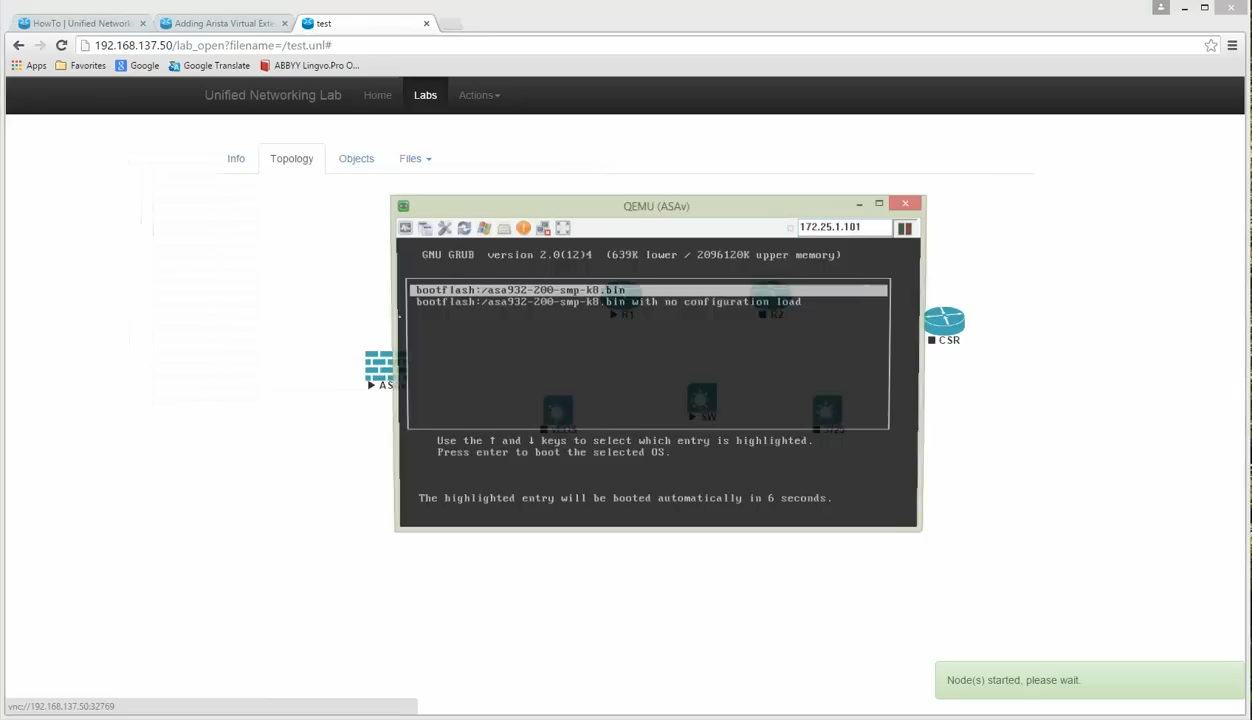 HowTo | Unified Network
Adding Arista Virtual Exte
test
192.168.137.50/lab_open?filename=/test.unl#
Apps
Favorites
Google
Google Translate
ABBYY Lingvo.Pro O...
Unified Networking Lab
Home
Labs
Actions
Info
Topology
Objects
Files
QEMU (ASAv)
172.25.1.101
GNU GRUB version 2.0(12)4 (639K lower / 2096120K upper memory)
bootflash:/asa932-200-smp-k8.bin
bootflash:/asa932-200-smp-k8.bin with no configuration load
R1
R2
CSR
AS
SW
Use the ↑ and ↓ keys to select which entry is highlighted.
Press enter to boot the selected OS.
The highlighted entry will be booted automatically in 6 seconds.
Node(s) started, please wait.
vnc://192.168.137.50:32769